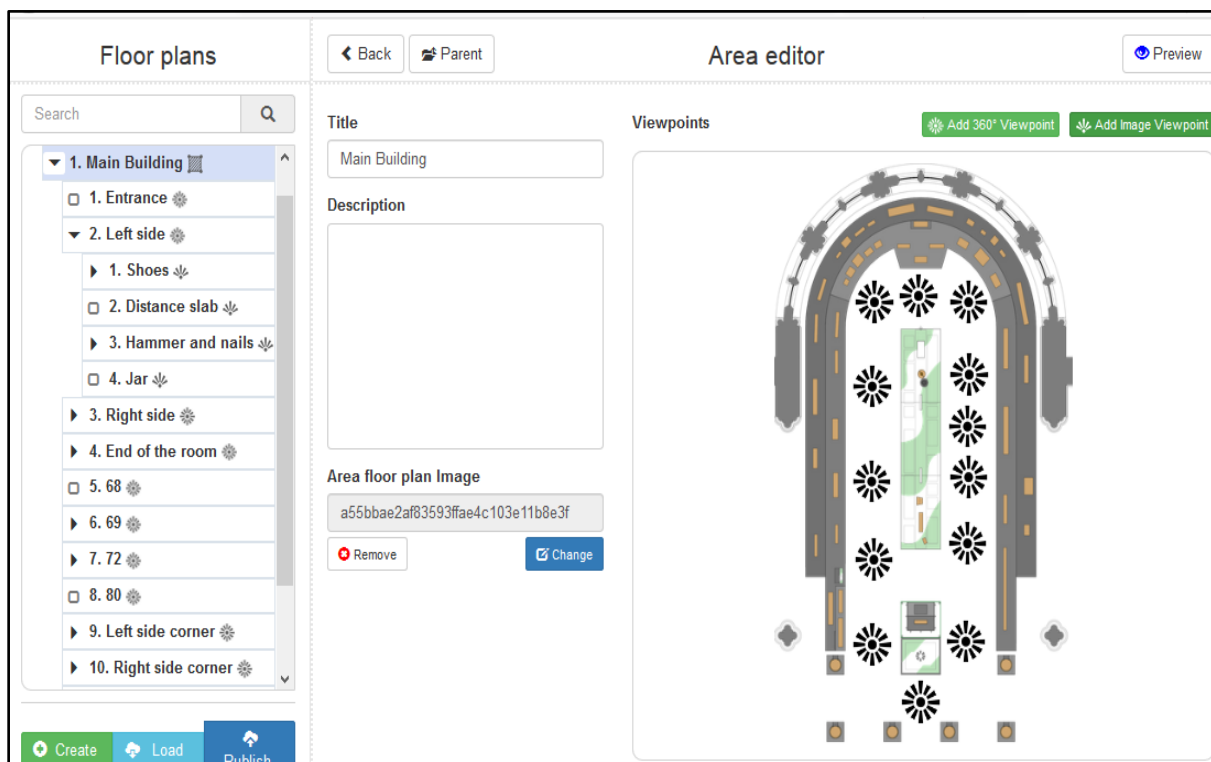 Floor plans
Back
Parent
Area editor
Preview
Search
1. Main Building
1. Entrance
2. Left side
1. Shoes
2. Distance slab
3. Hammer and nails
4. Jar
3. Right side
4. End of the room
5. 68
6. 69
7. 72
8. 80
9. Left side corner
10. Right side corner
Create
Load
Publish
Title
Main Building
Description
Area floor plan Image
a55bbae2af83593ffae4c103e11b8e3f
Remove
Change
Viewpoints
Add 360° Viewpoint
Add Image Viewpoint